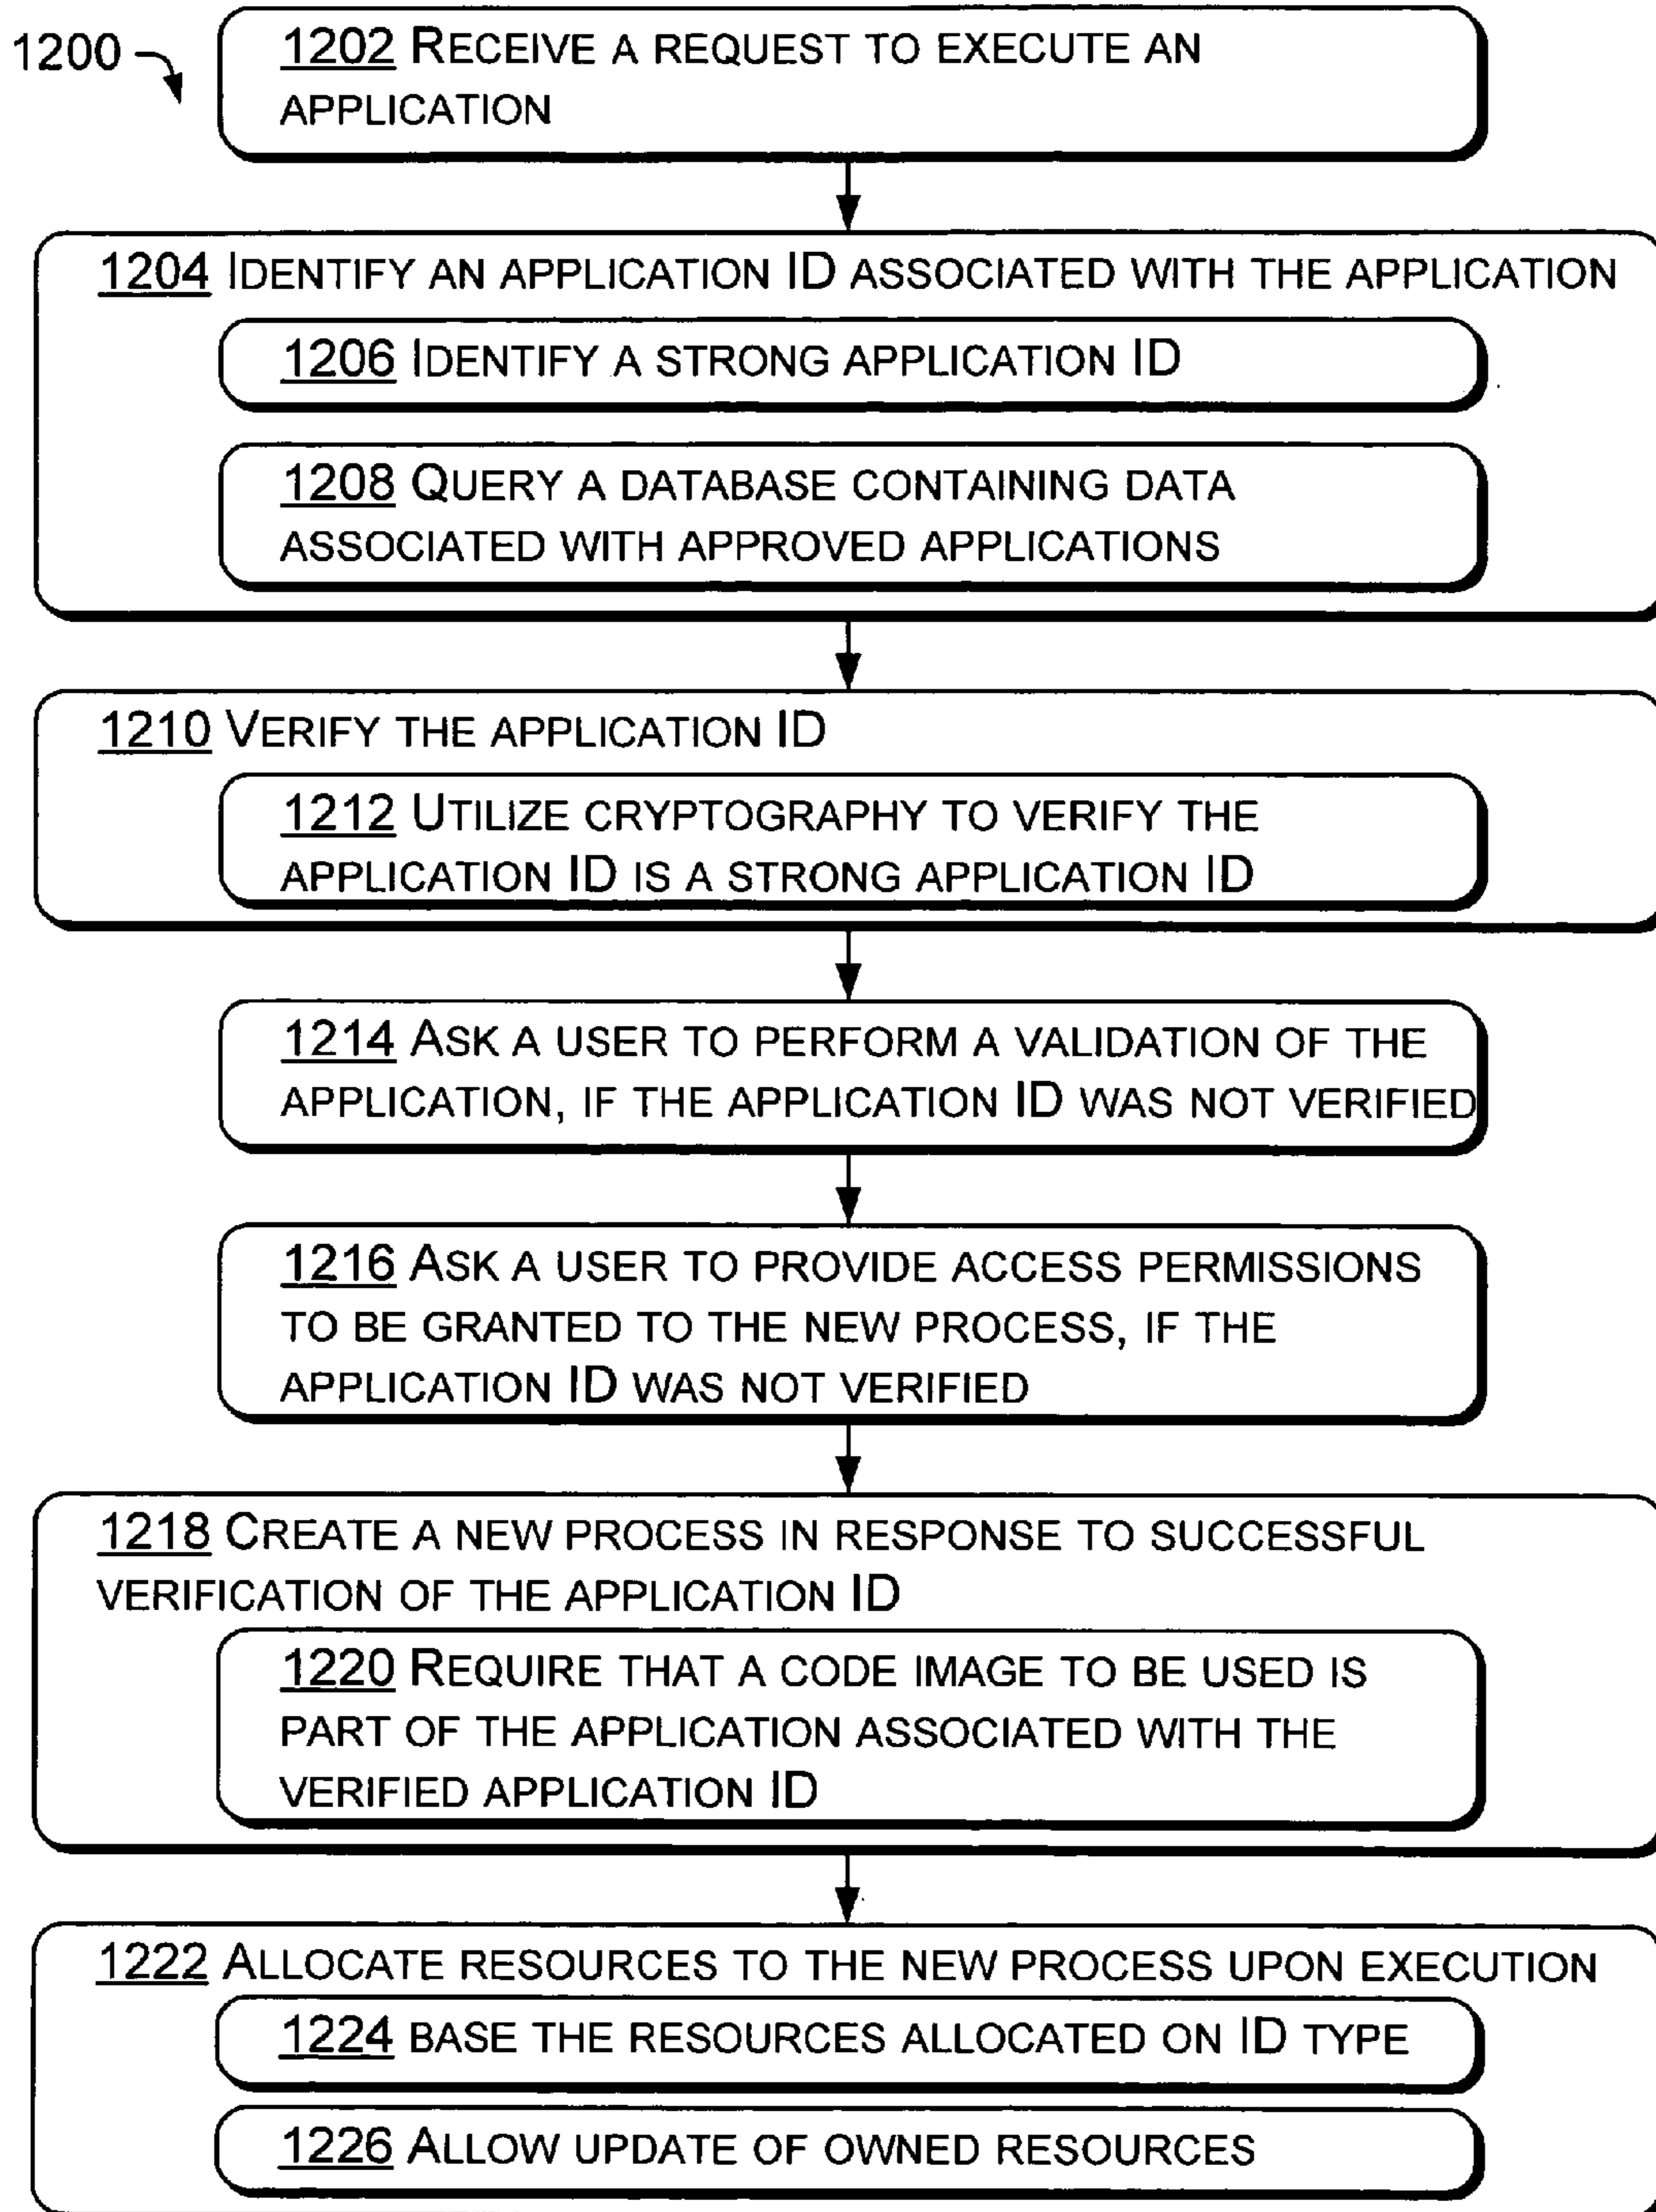 1200
1202 RECEIVE A REQUEST TO EXECUTE AN
APPLICATION
1204 IDENTIFY AN APPLICATION ID ASSOCIATED WITH THE APPLICATION
1206 IDENTIFY A STRONG APPLICATION ID
1208 QUERY A DATABASE CONTAINING DATA
ASSOCIATED WITH APPROVED APPLICATIONS
1210 VERIFY THE APPLICATION ID
1212 UTILIZE CRYPTOGRAPHY TO VERIFY THE
APPLICATION ID IS A STRONG APPLICATION ID
1214 ASK A USER TO PERFORM A VALIDATION OF THE
APPLICATION, IF THE APPLICATION ID WAS NOT VERIFIED
1216 ASK A USER TO PROVIDE ACCESS PERMISSIONS
TO BE GRANTED TO THE NEW PROCESS, IF THE
APPLICATION ID WAS NOT VERIFIED
1218 CREATE A NEW PROCESS IN RESPONSE TO SUCCESSFUL
VERIFICATION OF THE APPLICATION ID
1220 REQUIRE THAT A CODE IMAGE TO BE USED IS
PART OF THE APPLICATION ASSOCIATED WITH THE
VERIFIED APPLICATION ID
1222 ALLOCATE RESOURCES TO THE NEW PROCESS UPON EXECUTION
1224 BASE THE RESOURCES ALLOCATED ON ID TYPE
1226 ALLOW UPDATE OF OWNED RESOURCES